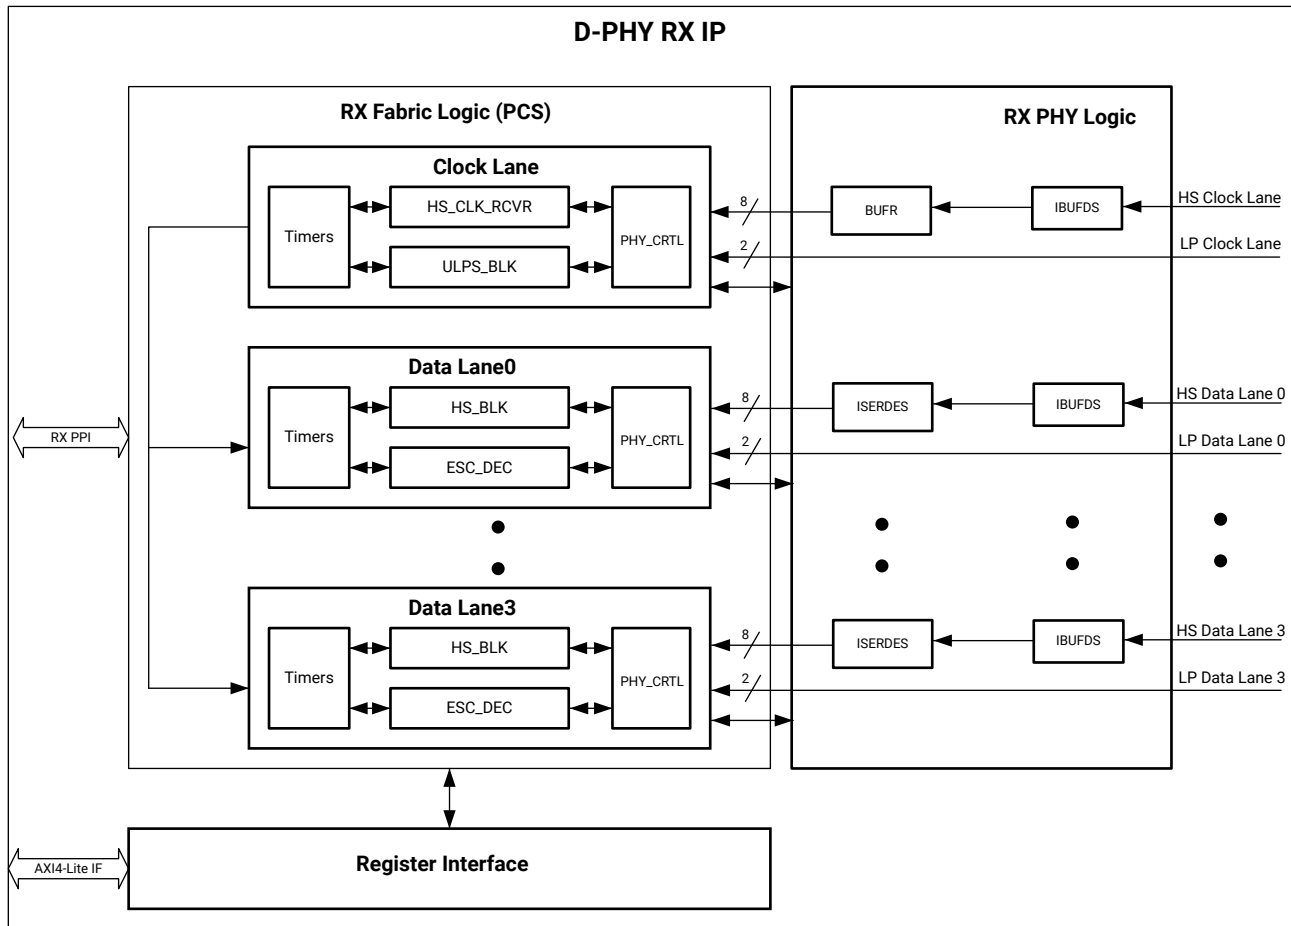 D-PHY RX IP
RX Fabric Logic (PCS)
RX PHY Logic
Clock Lane
Timers
HS_CLK_RCVR
ULPS_BLK
PHY_CRTL
8
2
BUFR
IBUFDS
HS Clock Lane
LP Clock Lane
Data Lane0
Timers
HS_BLK
ESC_DEC
PHY_CRTL
8
2
ISERDES
IBUFDS
HS Data Lane 0
LP Data Lane 0
RX PPI
Data Lane3
Timers
HS_BLK
ESC_DEC
PHY_CRTL
8
2
ISERDES
IBUFDS
HS Data Lane 3
LP Data Lane 3
AXI4-Lite IF
Register Interface